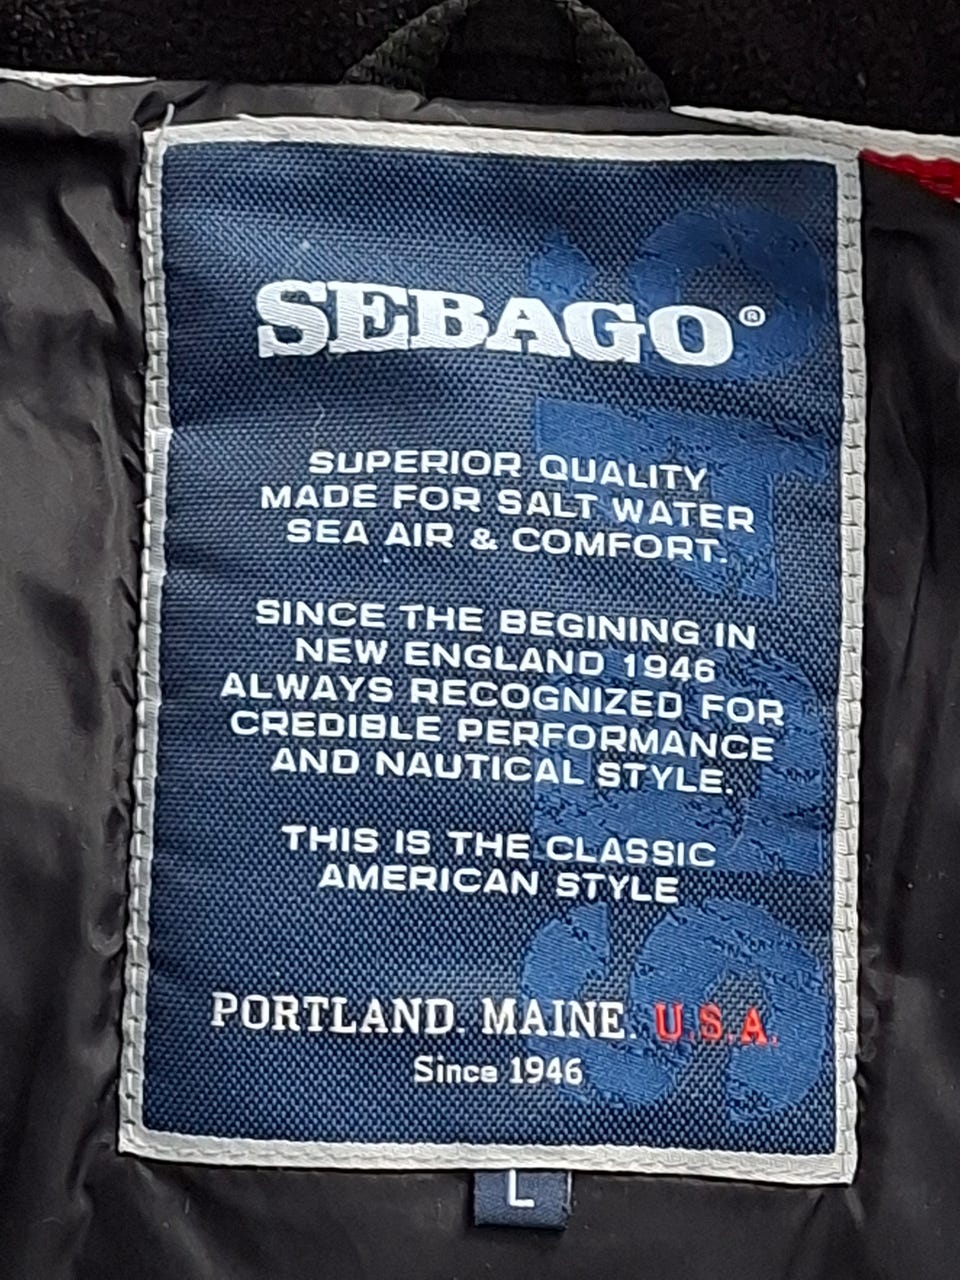 SEBAGO®
SUPERIOR QUALITY
MADE FOR SALT WATER
SEA AIR & COMFORT.
SINCE THE BEGINING IN
NEW ENGLAND 1946
ALWAYS RECOGNIZED FOR
CREDIBLE PERFORMANCE
AND NAUTICAL STYLE.
THIS IS THE CLASSIC
AMERICAN STYLE
PORTLAND. MAINE. U.S.A.
Since 1946
L